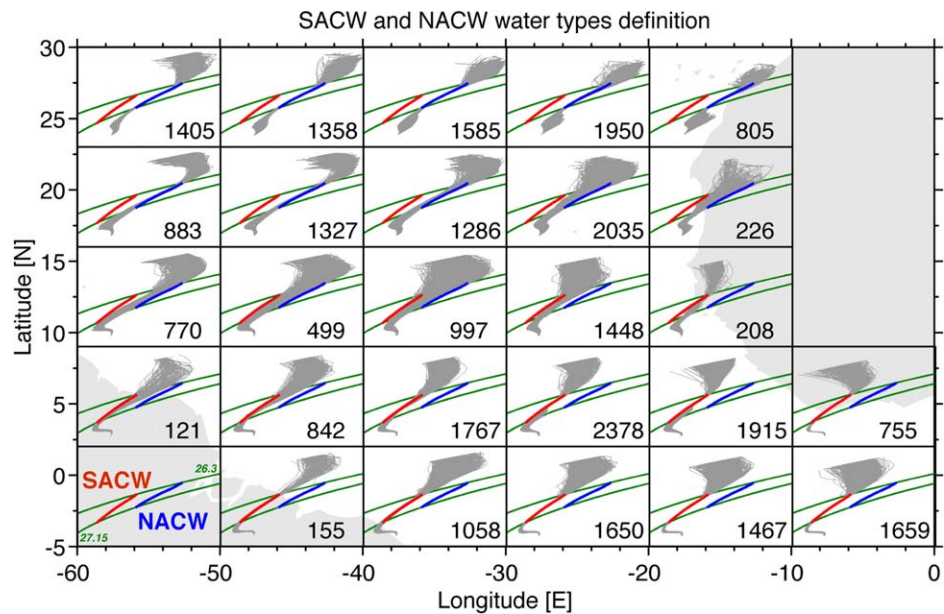 SACW and NACW water types definition
30
1405 1358 1585 1950 805
25
883 1327 1286 2035 226
20
15
770 499 997 1448 208
10
121 842 1767 2378 1915 755
5
SACW 26.3
0
NACW
27.15 155 1058 1650 1467 1659
-5
-60 -50 -40 -30 -20 -10 0
Latitude [N]
Longitude [E]